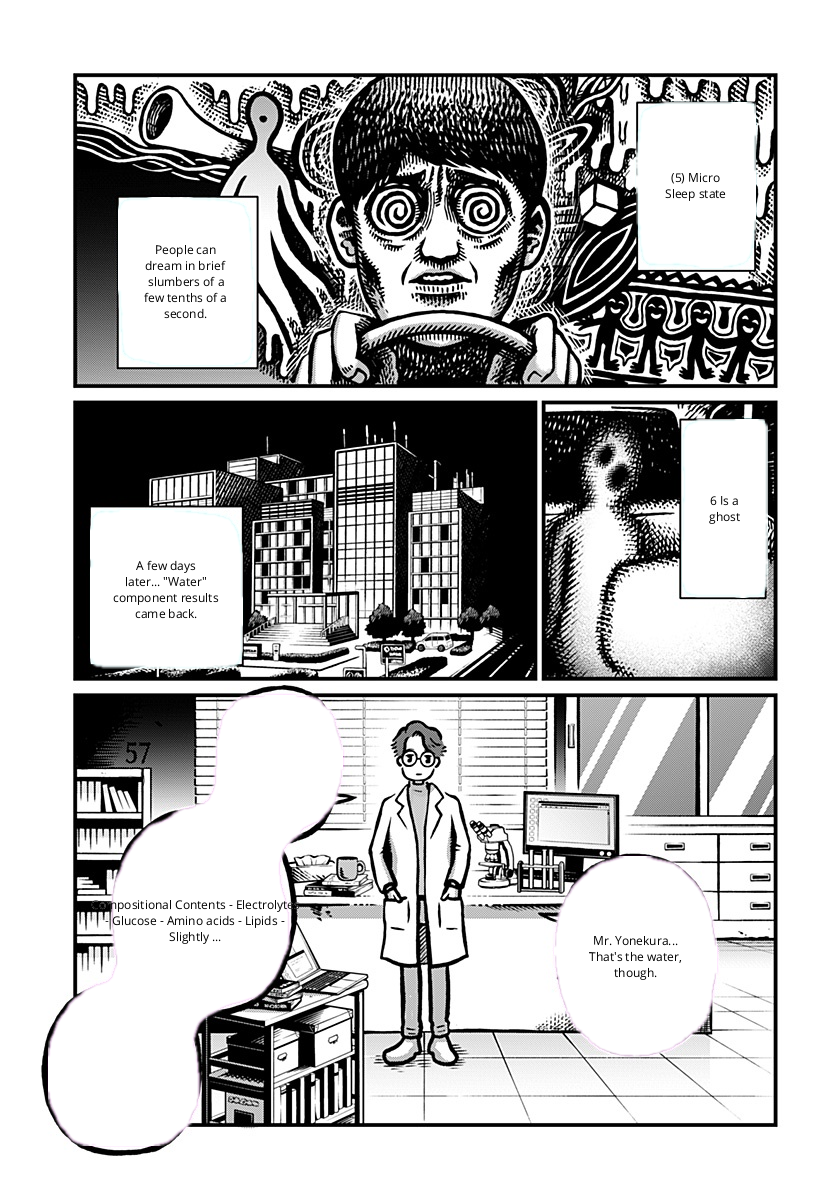 (5) Micro
Sleep state
People can
dream in brief
slumbers of a
few tenths of a
second.
6 Is a
ghost
A few days
later... "Water"
component results
came back.
57
Mr. Yonekura...
That's the water,
though.
Compositional Contents - Electrolytes
- Glucose - Amino acids - Lipids -
Slightly ...